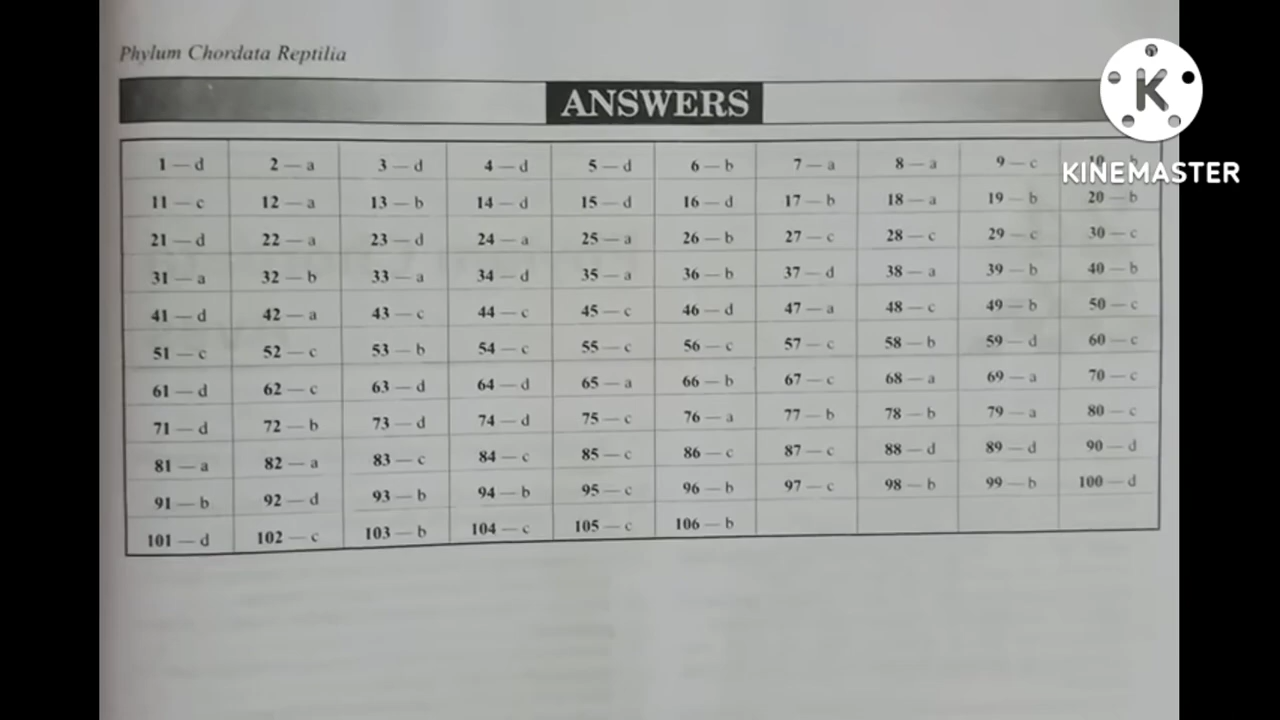 Phylum Chordata Reptilia
ANSWERS
1 — d 2 — a 3 — d 4 — d 5 — d 6 — b 7 — a 8 — a 9 — c
11 — c 12 — a 13 — b 14 — d 15 — d 16 — d 17 — b 18 — a 19 — b 20 — b
21 — d 22 — a 23 — d 24 — a 25 — a 26 — b 27 — c 28 — c 29 — c 30 — c
31 — a 32 — b 33 — a 34 — d 35 — a 36 — b 37 — d 38 — a 39 — b 40 — b
41 — d 42 — a 43 — c 44 — c 45 — c 46 — d 47 — a 48 — c 49 — b 50 — c
51 — c 52 — c 53 — b 54 — c 55 — c 56 — c 57 — c 58 — b 59 — d 60 — c
61 — d 62 — c 63 — d 64 — d 65 — a 66 — b 67 — c 68 — a 69 — a 70 — c
71 — d 72 — b 73 — d 74 — d 75 — c 76 — a 77 — b 78 — b 79 — a 80 — c
81 — a 82 — a 83 — c 84 — c 85 — c 86 — c 87 — c 88 — d 89 — d 90 — d
91 — b 92 — d 93 — b 94 — b 95 — c 96 — b 97 — c 98 — b 99 — b 100 — d
101 — d 102 — c 103 — b 104 — c 105 — c 106 — b
K
KINEMASTER